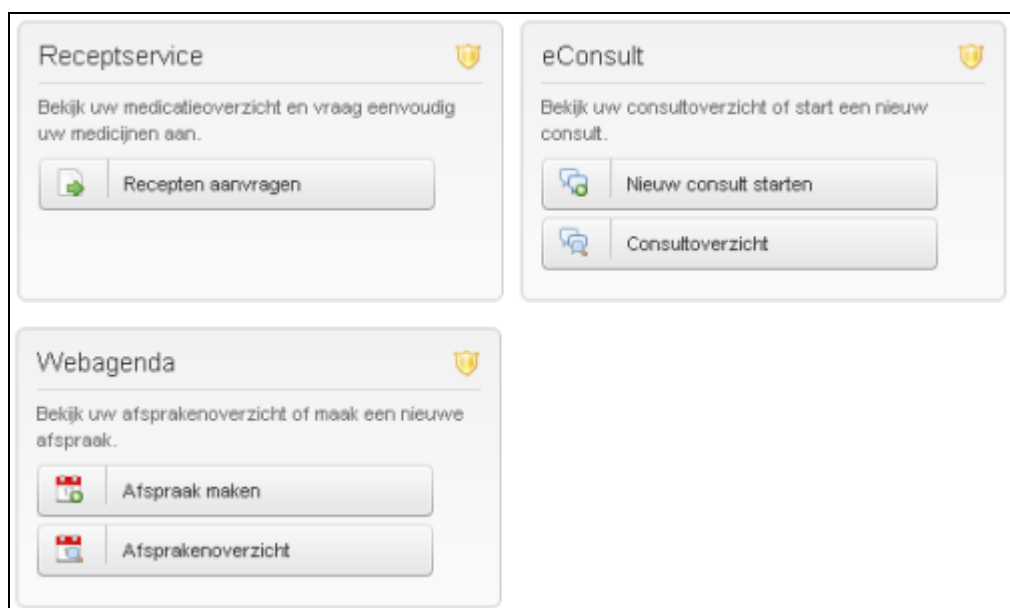 Receptservice
Bekijk uw medicatieoverzicht en vraag eenvoudig
uw medicijnen aan.
Recepten aanvragen
eConsult
Bekijk uw consultoverzicht of start een nieuw
consult.
Nieuw consult starten
Consultoverzicht
Webagenda
Bekijk uw afsprakenoverzicht of maak een nieuwe
afspraak.
Afspraak maken
Afsprakenoverzicht